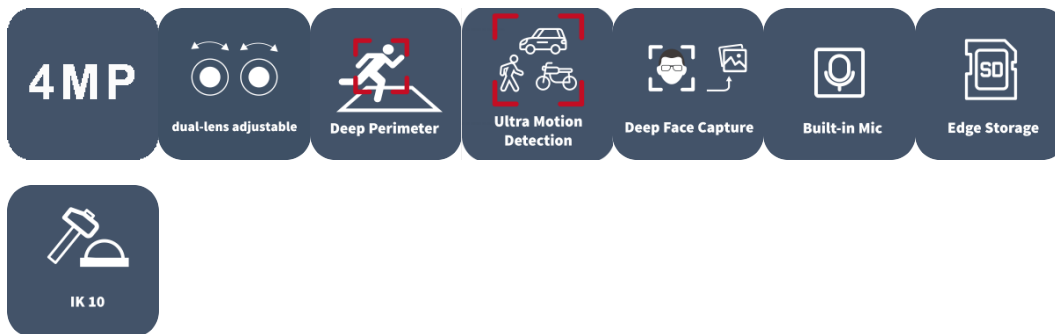 4MP
dual-lens adjustable
Deep Perimeter
Ultra Motion
Detection
Deep Face Capture
Built-in Mic
SD
Edge Storage
IK 10